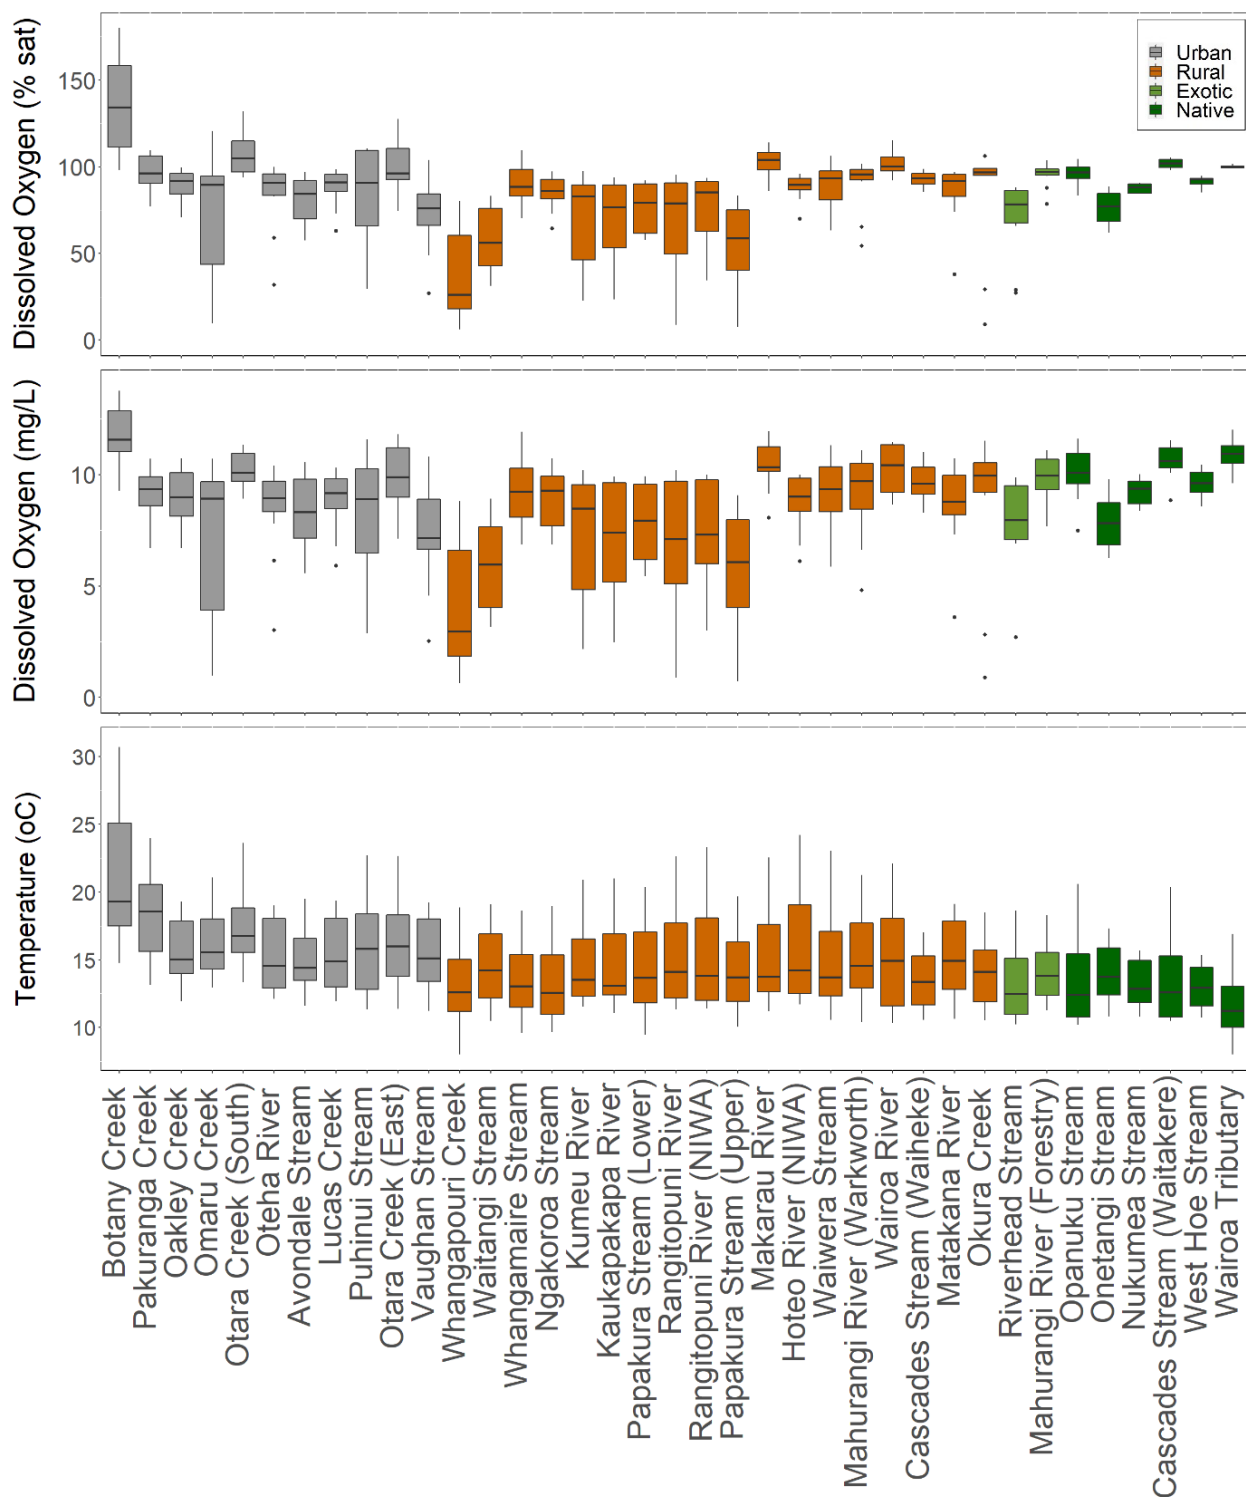 Dissolved Oxygen (% sat)
150
100
50
0
Urban
Rural
Exotic
Native
Dissolved Oxygen (mg/L)
10
5
0
Temperature (oC)
30
25
20
15
10
Botany Creek
Pakuranga Creek
Oakley Creek
Omaru Creek
Otara Creek (South)
Oteha River
Avondale Stream
Lucas Creek
Puhinui Stream
Otara Creek (East)
Vaughan Stream
Whangapouri Creek
Waitangi Stream
Whangamaire Stream
Ngakoroa Stream
Kumeu River
Kaukapakapa River
Papakura Stream (Lower)
Rangitopuni River
Rangitopuni River (NIWA)
Papakura Stream (Upper)
Makarau River
Hoteo River (NIWA)
Waiwera Stream
Mahurangi River (Warkworth)
Wairoa River
Cascades Stream (Waiheke)
Matakana River
Okura Creek
Riverhead Stream
Mahurangi River (Forestry)
Opanuku Stream
Onetangi Stream
Nukumea Stream
Cascades Stream (Waitakere)
West Hoe Stream
Wairoa Tributary